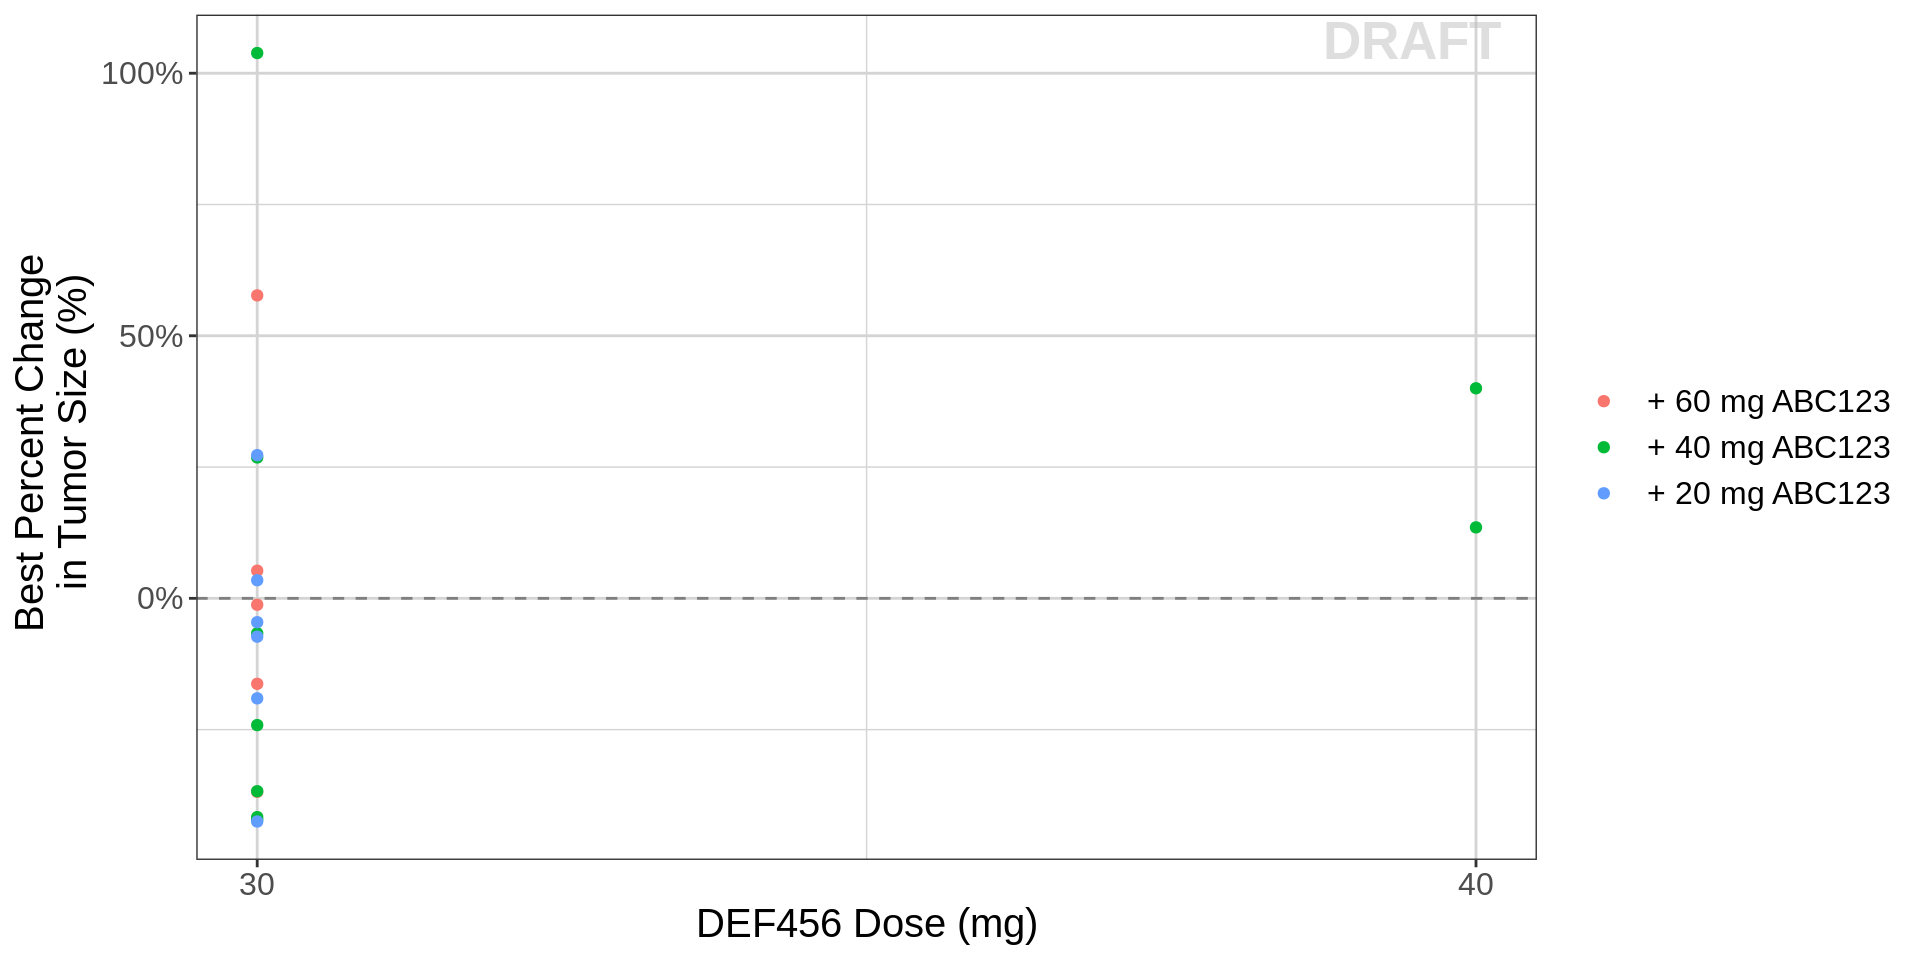 DRAFT
100%
50%
0%
Best Percent Change
in Tumor Size (%)
30
40
DEF456 Dose (mg)
+ 60 mg ABC123
+ 40 mg ABC123
+ 20 mg ABC123